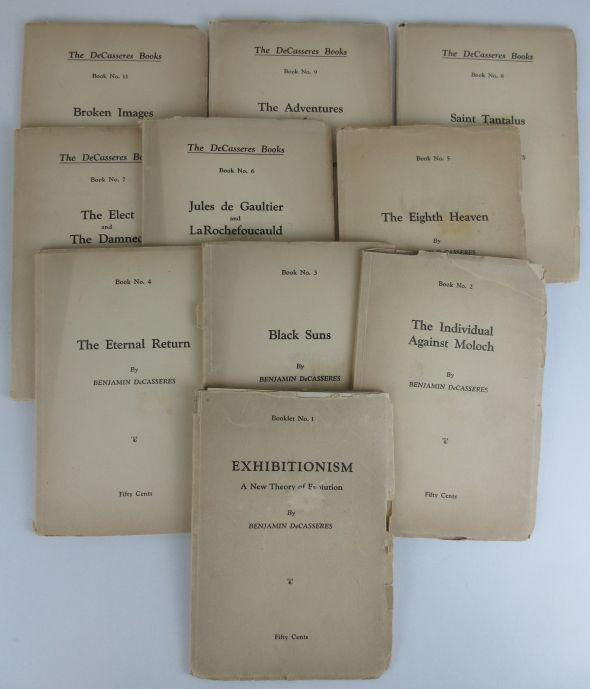 The DeCasseres Books
Book No. 11
Broken Images
The DeCasseres Books
Book No. 9
The Adventures
The DeCasseres Books
Book No. 8
Saint Tantalus
The DeCasseres
Book No. 7
The Elect
and
The Damned
The DeCasseres Books
Book No. 6
Jules de Gaultier
and
LaRochefoucauld
Book No. 5
The Eighth Heaven
By
Book No. 4
The Eternal Return
By
BENJAMIN DeCASSERES
Fifty Cents
Book No. 3
Black Suns
By
BENJAMIN DeCASSERES
Book No. 2
The Individual
Against Moloch
By
BENJAMIN DeCASSERES
Fifty Cents
Booklet No. 1
EXHIBITIONISM
A New Theory of Evolution
By
BENJAMIN DeCASSERES
Fifty Cents